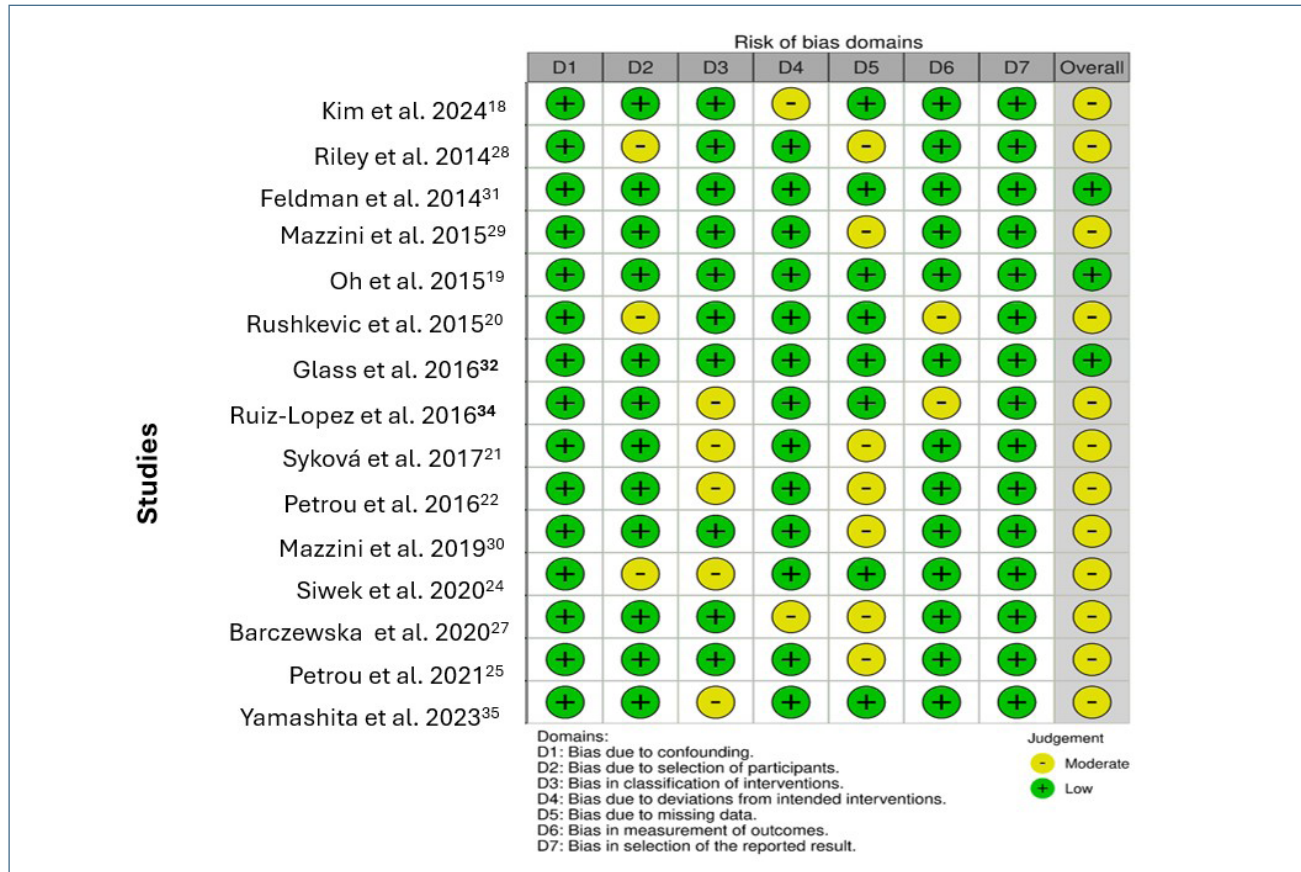 Risk of bias domains
D1 D2 D3 D4 D5 D6 D7 Overall
Kim et al. 2024¹⁸ + + + - + + + -
Riley et al. 2014²⁸ + - + + - + + -
Feldman et al. 2014³¹ + + + + + + + +
Mazzini et al. 2015²⁹ + + + + - + + -
Oh et al. 2015¹⁹ + + + + + + + +
Rushkevic et al. 2015²⁰ + - + + + - + -
Glass et al. 2016³² + + + + + + + +
Ruiz-Lopez et al. 2016³⁴ + + - + + - + -
Syková et al. 2017²¹ + + - + - + + -
Petrou et al. 2016²² + + - + - + + -
Mazzini et al. 2019³⁰ + + + + - + + -
Siwek et al. 2020²⁴ + - - + + + + -
Barczewska et al. 2020²⁷ + + + - - + + -
Petrou et al. 2021²⁵ + + + + - + + -
Yamashita et al. 2023³⁵ + + - + + + + -
Studies
Domains:
D1: Bias due to confounding.
D2: Bias due to selection of participants.
D3: Bias in classification of interventions.
D4: Bias due to deviations from intended interventions.
D5: Bias due to missing data.
D6: Bias in measurement of outcomes.
D7: Bias in selection of the reported result.
Judgement
- Moderate
+ Low